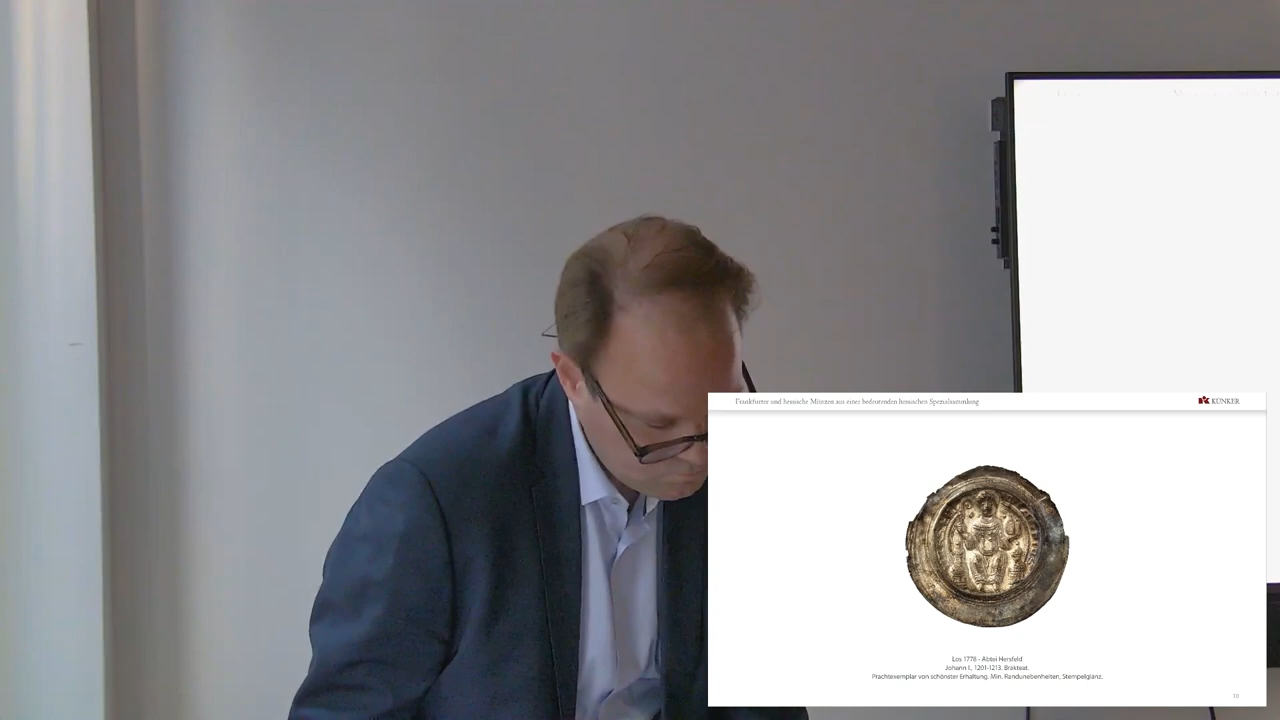 Frankfurter und hessische Münzen aus einer bedeutenden hessischen Spezialsammlung
KÜNKER
Los 1778 - Abtei Hersfeld
Johann I., 1201-1213. Brakteat.
Prachtexemplar von schönster Erhaltung. Min. Randunebenheiten, Stempelglanz.
10